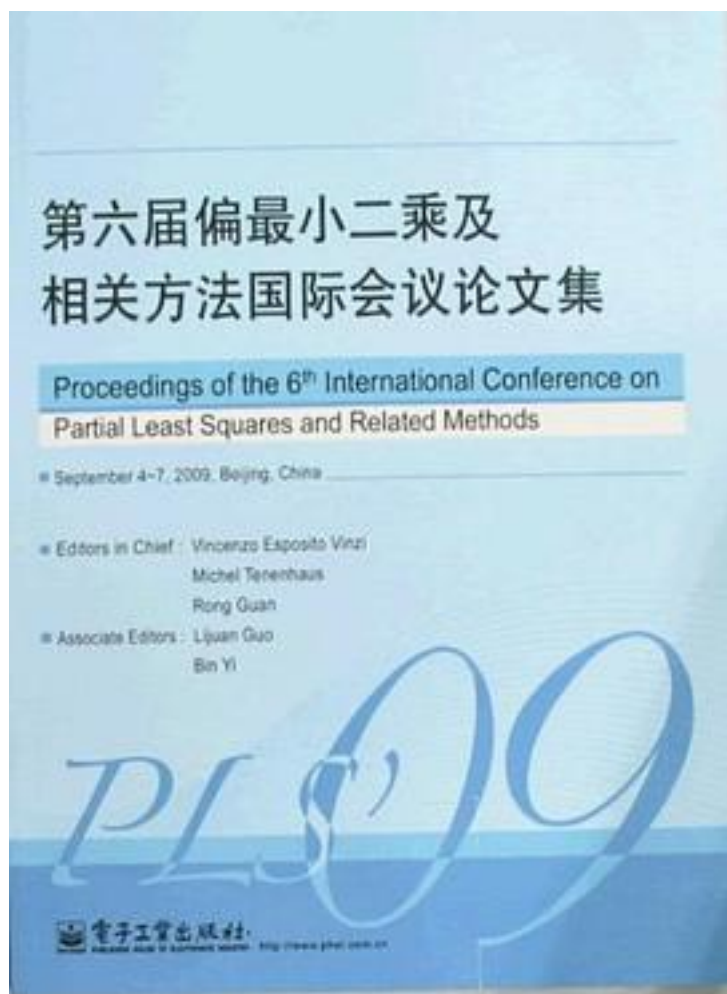 第六届偏最小二乘及
相关方法国际会议论文集
Proceedings of the 6th International Conference on
Partial Least Squares and Related Methods
September 4-7, 2009, Beijing, China
Editors in Chief : Vincenzo Esposito Vinzi
Michel Tenenhaus
Rong Guan
Associate Editors : Lijuan Guo
Bin Yi
PLS'09
电子工业出版社
http://www.phei.com.cn